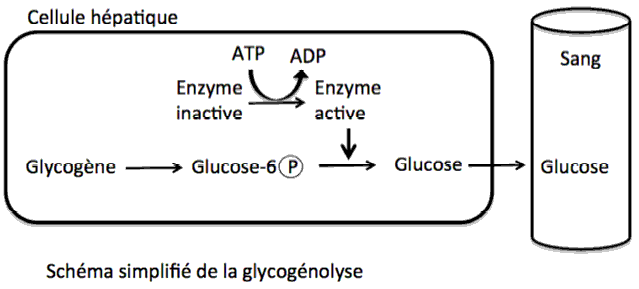 Cellule hépatique
ATP ADP
Sang
Enzyme inactive
Enzyme active
Glycogène Glucose-6 P Glucose Glucose
Schéma simplifié de la glycogénolyse